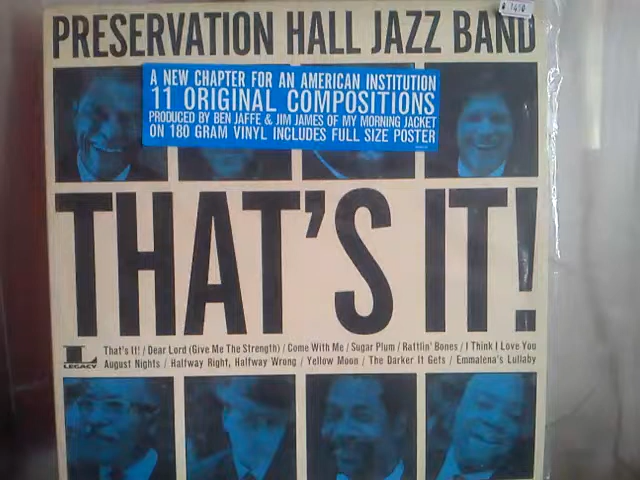 PRESERVATION HALL JAZZ BAND
A NEW CHAPTER FOR AN AMERICAN INSTITUTION
11 ORIGINAL COMPOSITIONS
PRODUCED BY BEN JAFFE & JIM JAMES OF MY MORNING JACKET
ON 180 GRAM VINYL INCLUDES FULL SIZE POSTER
THAT'S IT!
L
LEGACY
That's It! / Dear Lord (Give Me The Strength) / Come With Me / Sugar Plum / Rattlin' Bones / I Think I Love You
August Nights / Halfway Right, Halfway Wrong / Yellow Moon / The Darker It Gets / Emmalena's Lullaby